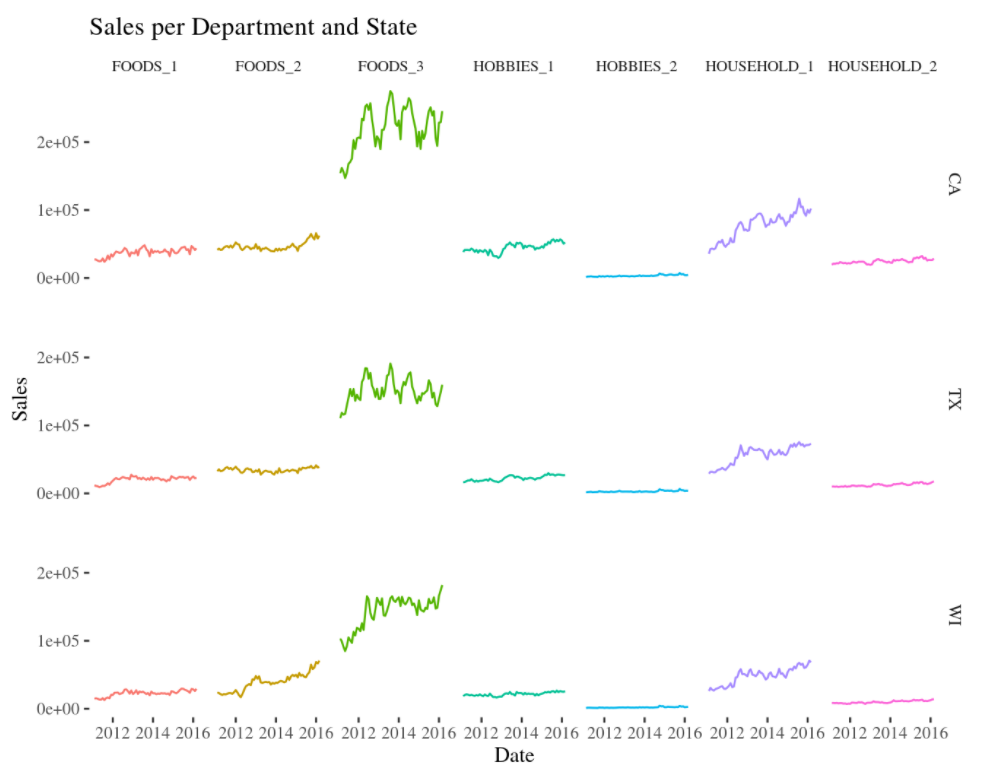 Sales per Department and State
FOODS_1 FOODS_2 FOODS_3 HOBBIES_1 HOBBIES_2 HOUSEHOLD_1 HOUSEHOLD_2
2e+05
1e+05
0e+00
CA
2e+05
1e+05
0e+00
TX
Sales
2e+05
1e+05
0e+00
WI
2012 2014 2016 2012 2014 2016 2012 2014 2016 2012 2014 2016 2012 2014 2016 2012 2014 2016 2012 2014 2016
Date